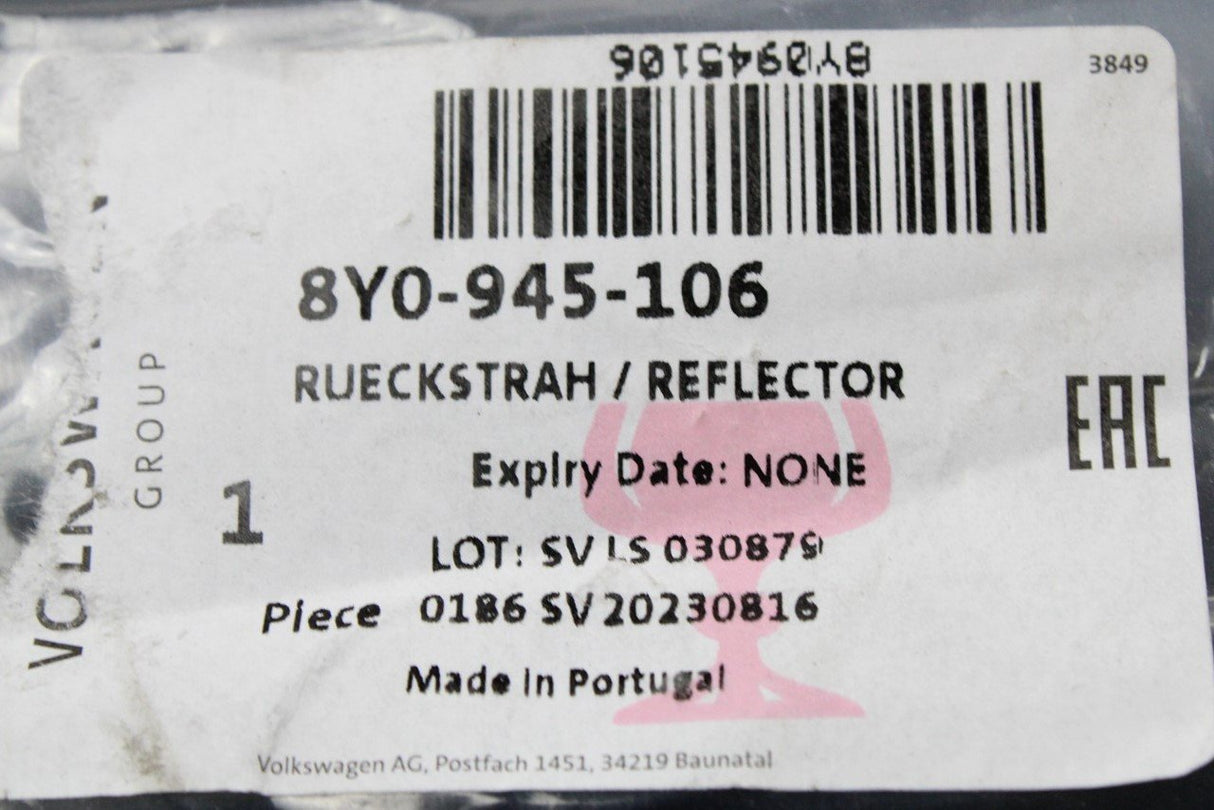 8Y0945106
3849
8Y0-945-106
RUECKSTRAH / REFLECTOR
EAC
Expiry Date: NONE
1
LOT: SV LS 030879
Piece 0186 SV 20230816
Made in Portugal
Volkswagen AG, Postfach 1451, 34219 Baunatal
GROUP